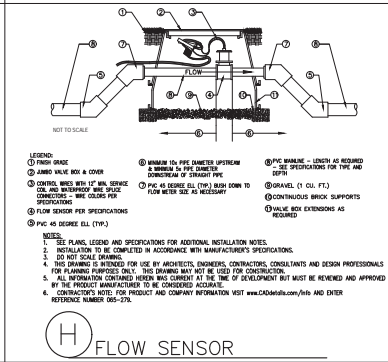 ① ② ③
⑧ ⑦ ⑦ ⑧
FLOW
⑤ ⑧ ⑨ ④ ⑩ ⑪ ⑤
NOT TO SCALE
⑥ ⑥
LEGEND:
① FINISH GRADE
② JUMBO VALVE BOX & COVER
③ CONTROL WIRES WITH 12" MIN. SERVICE
COIL AND WATERPROOF WIRE SPLICE
CONNECTORS - WIRE COLORS PER
SPECIFICATIONS
④ FLOW SENSOR PER SPECIFICATIONS
⑤ PVC 45 DEGREE ELL (TYP.)
⑥ MINIMUM 10x PIPE DIAMETER UPSTREAM
& MINIMUM 5x PIPE DIAMETER
DOWNSTREAM OF STRAIGHT PIPE
⑦ PVC 45 DEGREE ELL (TYP.) BUSH DOWN TO
FLOW METER SIZE AS NECESSARY
⑧ PVC MAINLINE - LENGTH AS REQUIRED
- SEE SPECIFICATIONS FOR TYPE AND
DEPTH
⑨ GRAVEL (1 CU. FT.)
⑩ CONTINUOUS BRICK SUPPORTS
⑪ VALVE BOX EXTENSIONS AS
REQUIRED
NOTES:
1. SEE PLANS, LEGEND AND SPECIFICATIONS FOR ADDITIONAL INSTALLATION NOTES.
2. INSTALLATION TO BE COMPLETED IN ACCORDANCE WITH MANUFACTURER'S SPECIFICATIONS.
3. DO NOT SCALE DRAWING.
4. THIS DRAWING IS INTENDED FOR USE BY ARCHITECTS, ENGINEERS, CONTRACTORS, CONSULTANTS AND DESIGN PROFESSIONALS
FOR PLANNING PURPOSES ONLY. THIS DRAWING MAY NOT BE USED FOR CONSTRUCTION.
5. ALL INFORMATION CONTAINED HEREIN WAS CURRENT AT THE TIME OF DEVELOPMENT BUT MUST BE REVIEWED AND APPROVED
BY THE PRODUCT MANUFACTURER TO BE CONSIDERED ACCURATE.
6. CONTRACTOR'S NOTE: FOR PRODUCT AND COMPANY INFORMATION VISIT www.CADdetails.com/info AND ENTER
REFERENCE NUMBER 065-279.
H FLOW SENSOR